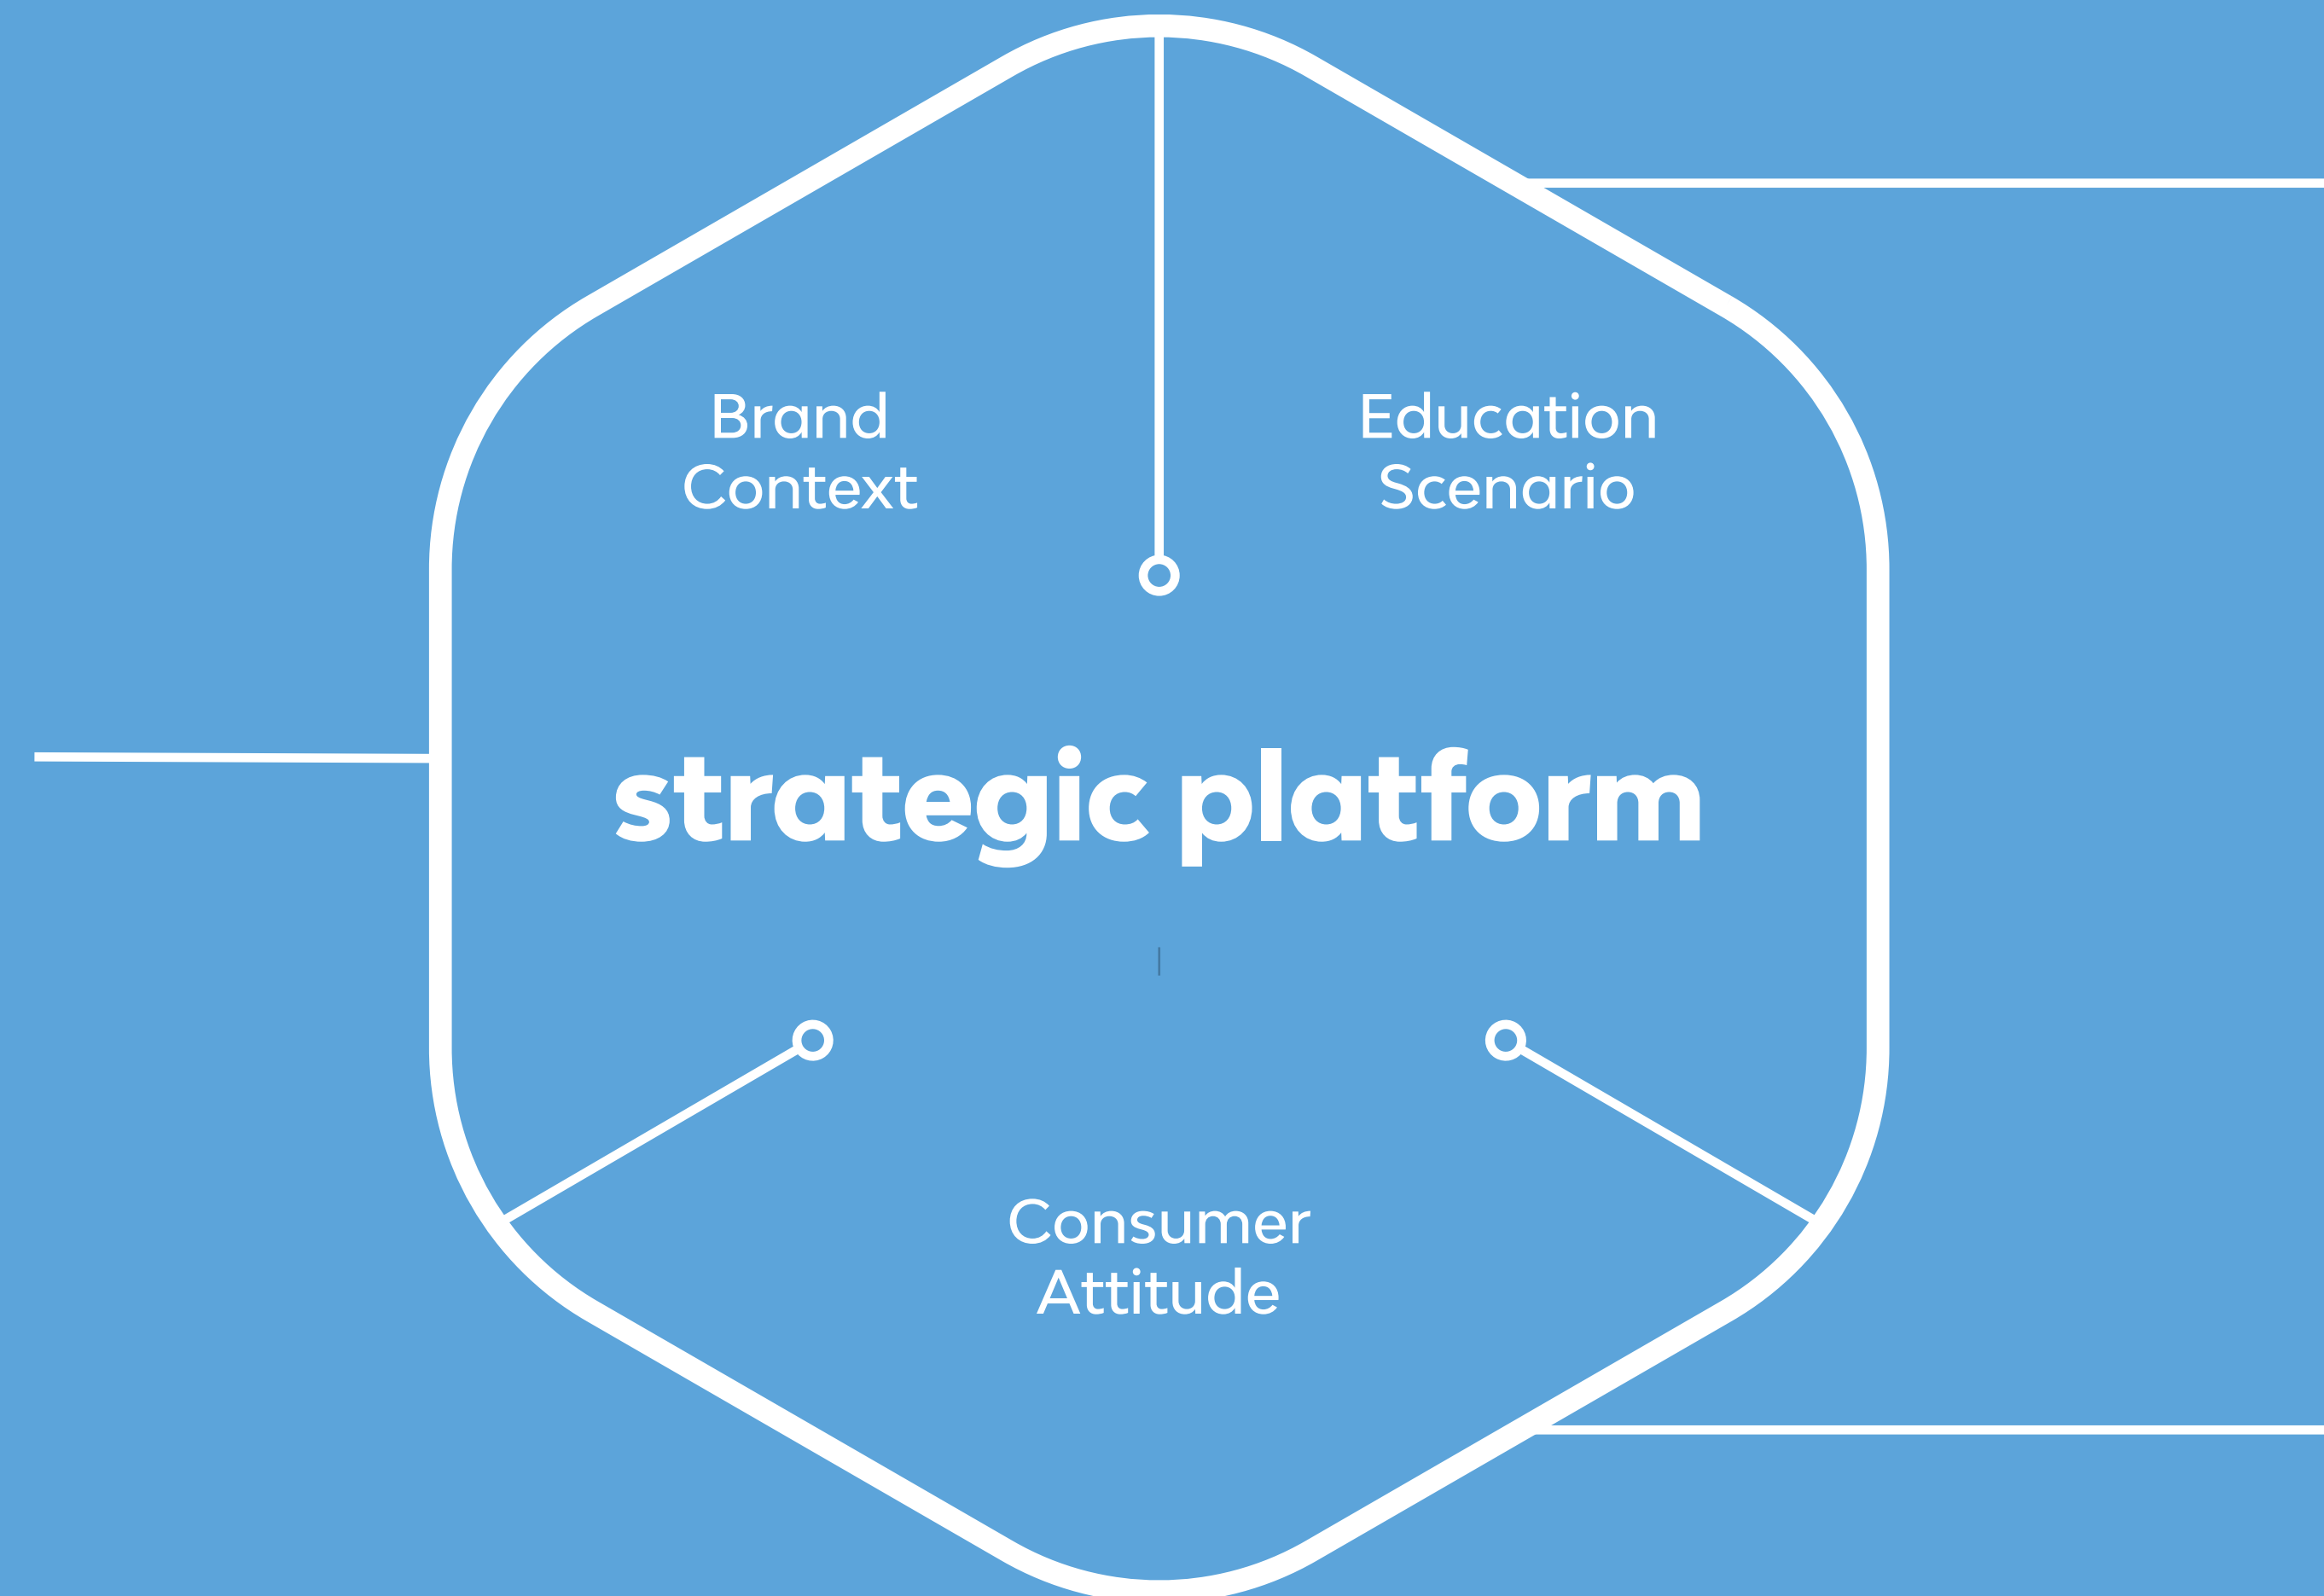 Brand
Context
Education
Scenario
strategic platform
Consumer
Attitude